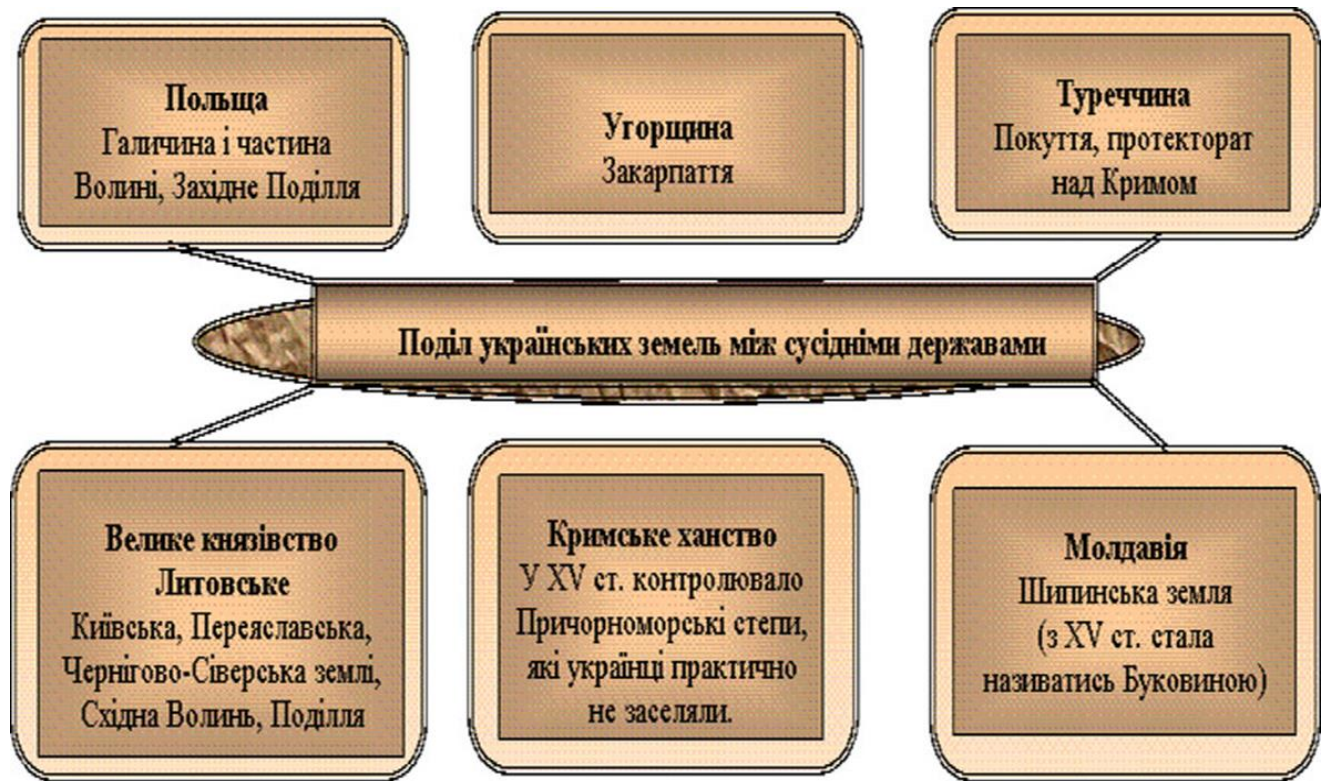 Польща
Галичина і частина
Волині, Західне Поділля
Угорщина
Закарпаття
Туреччина
Покуття, протекторат
над Кримом
Поділ українських земель між сусідніми державами
Велике князівство
Литовське
Київська, Переяславська,
Чернігово-Сіверська землі,
Східна Волинь, Поділля
Кримське ханство
У XV ст. контролювало
Причорноморські степи,
які українці практично
не заселяли.
Молдавія
Шипинська земля
(з XV ст. стала
називатись Буковиною)